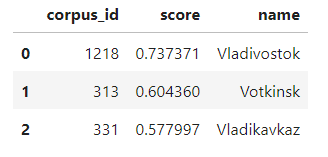 corpus_id score name
0 1218 0.737371 Vladivostok
1 313 0.604360 Votkinsk
2 331 0.577997 Vladikavkaz